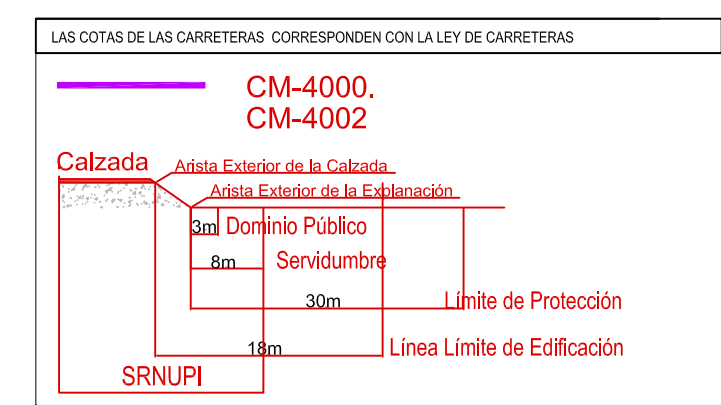 LAS COTAS DE LAS CARRETERAS CORRESPONDEN CON LA LEY DE CARRETERAS
CM-4000.
CM-4002
Calzada
Arista Exterior de la Calzada
Arista Exterior de la Explanación
3m Dominio Público
8m Servidumbre
30m Límite de Protección
18m Línea Límite de Edificación
SRNUPI